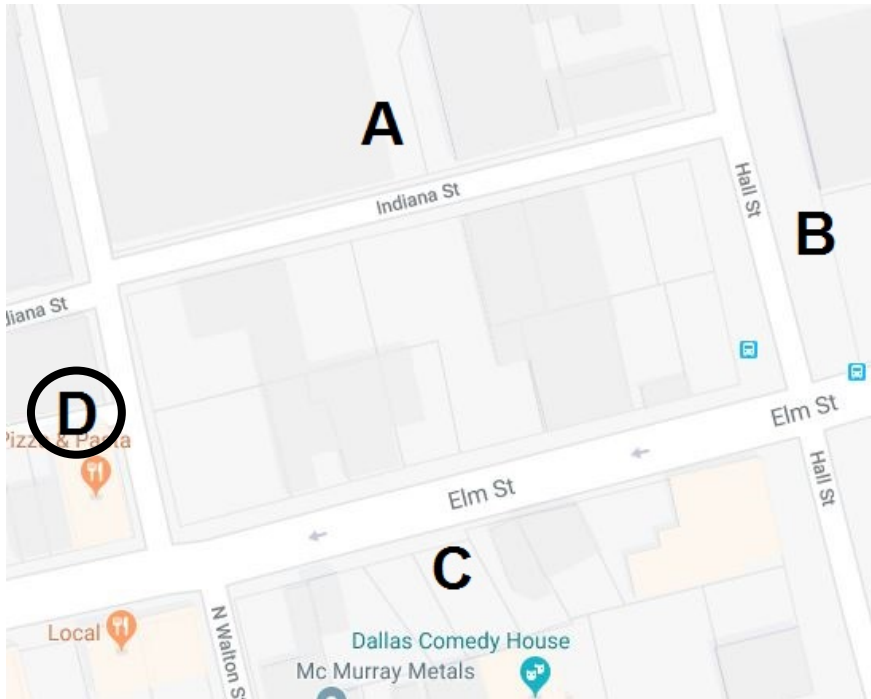 A
Indiana St
Hall St
B
diana St
D
Pizza & Pasta
Elm St
Elm St
Hall St
C
N Walton St
Local
Dallas Comedy House
Mc Murray Metals